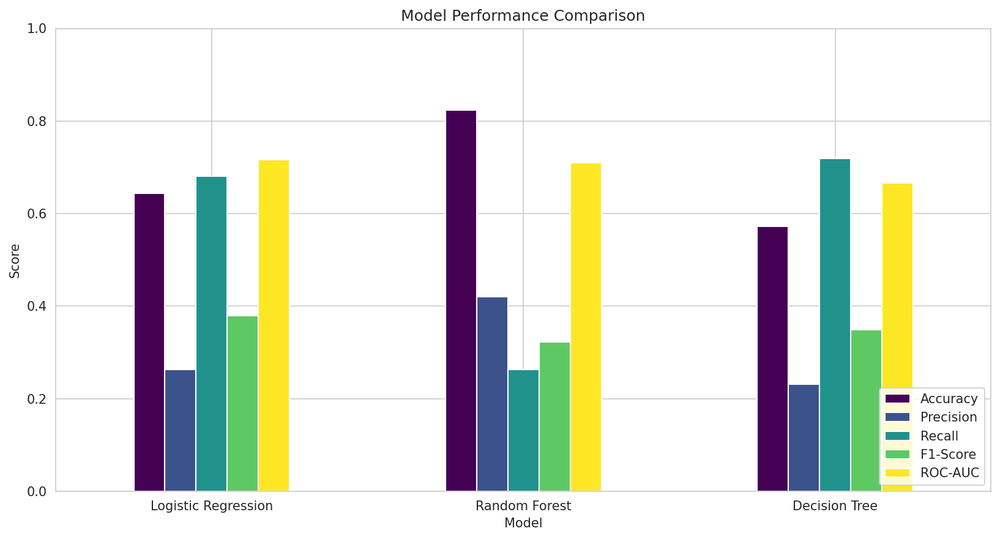 Model Performance Comparison
1.0
0.8
0.6
0.4
0.2
0.0
Score
Logistic Regression
Random Forest
Decision Tree
Model
Accuracy
Precision
Recall
F1-Score
ROC-AUC